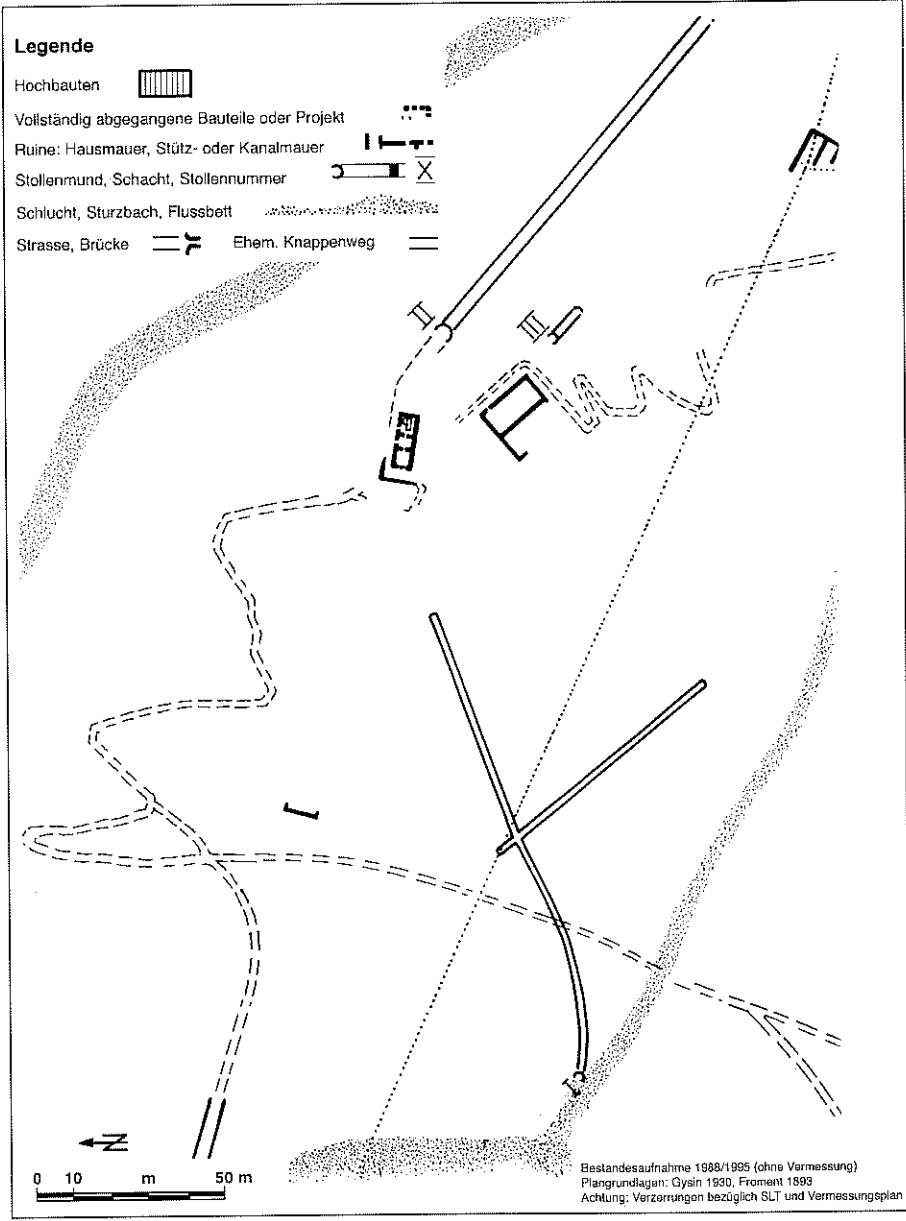 Legende
Hochbauten
Vollständig abgegangene Bauteile oder Projekt
Ruine: Hausmauer, Stütz- oder Kanalmauer
Stollenmund, Schacht, Stollennummer X
Schlucht, Sturzbach, Flussbett
Strasse, Brücke Ehem. Knappenweg
II
III
I
N
0 10 m 50 m
Bestandesaufnahme 1988/1995 (ohne Vermessung)
Plangrundlagen: Gysin 1930, Froment 1893
Achtung: Verzerrungen bezüglich SLT und Vermessungsplan